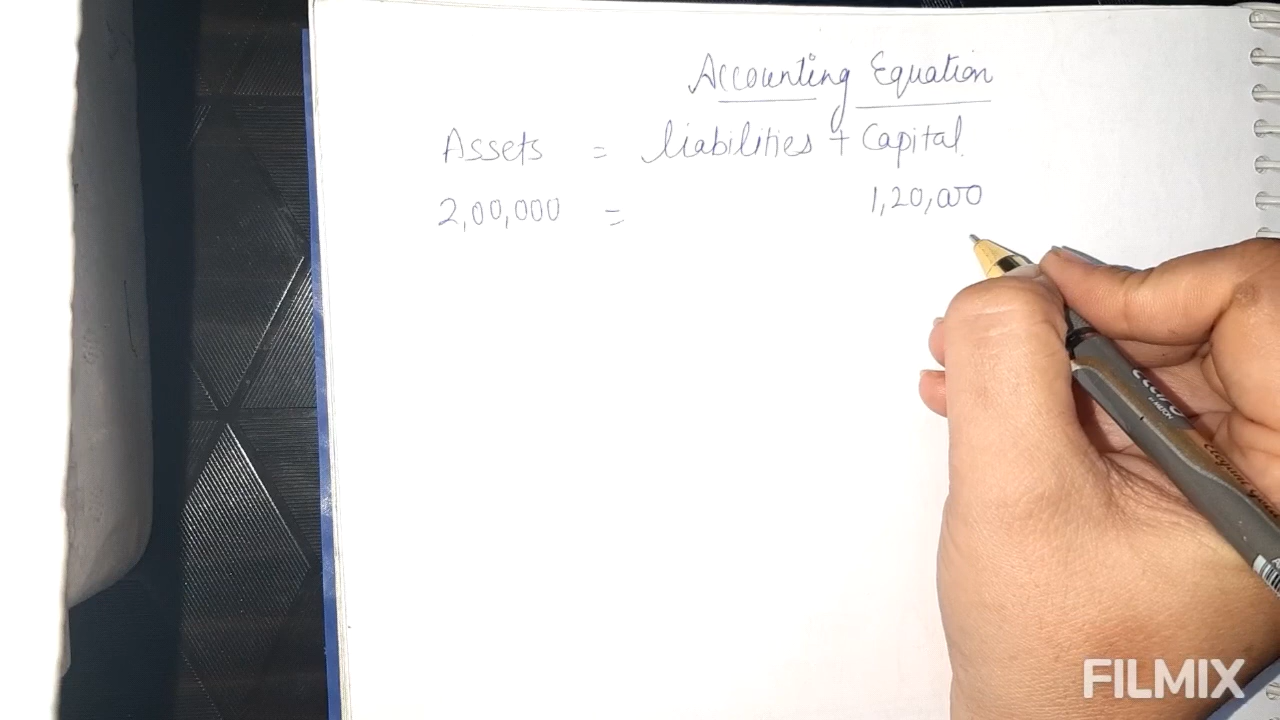 Accounting Equation
Assets = Liabilities + Capital
2,00,000 = 1,20,000
FILMIX